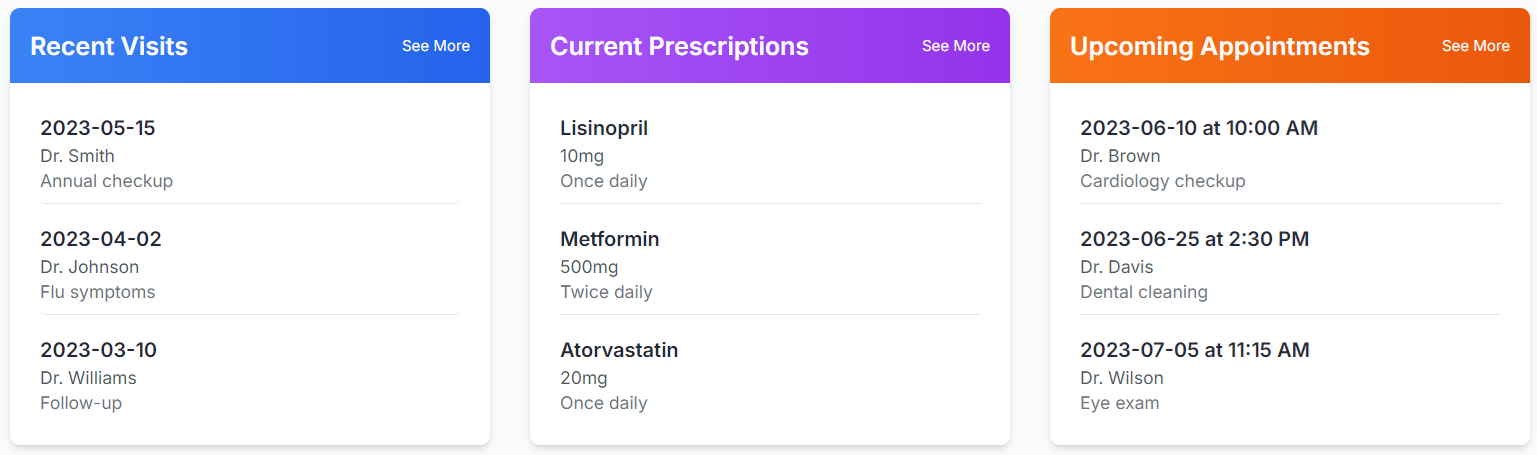 Recent Visits
See More
2023-05-15
Dr. Smith
Annual checkup
2023-04-02
Dr. Johnson
Flu symptoms
2023-03-10
Dr. Williams
Follow-up
Current Prescriptions
See More
Lisinopril
10mg
Once daily
Metformin
500mg
Twice daily
Atorvastatin
20mg
Once daily
Upcoming Appointments
See More
2023-06-10 at 10:00 AM
Dr. Brown
Cardiology checkup
2023-06-25 at 2:30 PM
Dr. Davis
Dental cleaning
2023-07-05 at 11:15 AM
Dr. Wilson
Eye exam